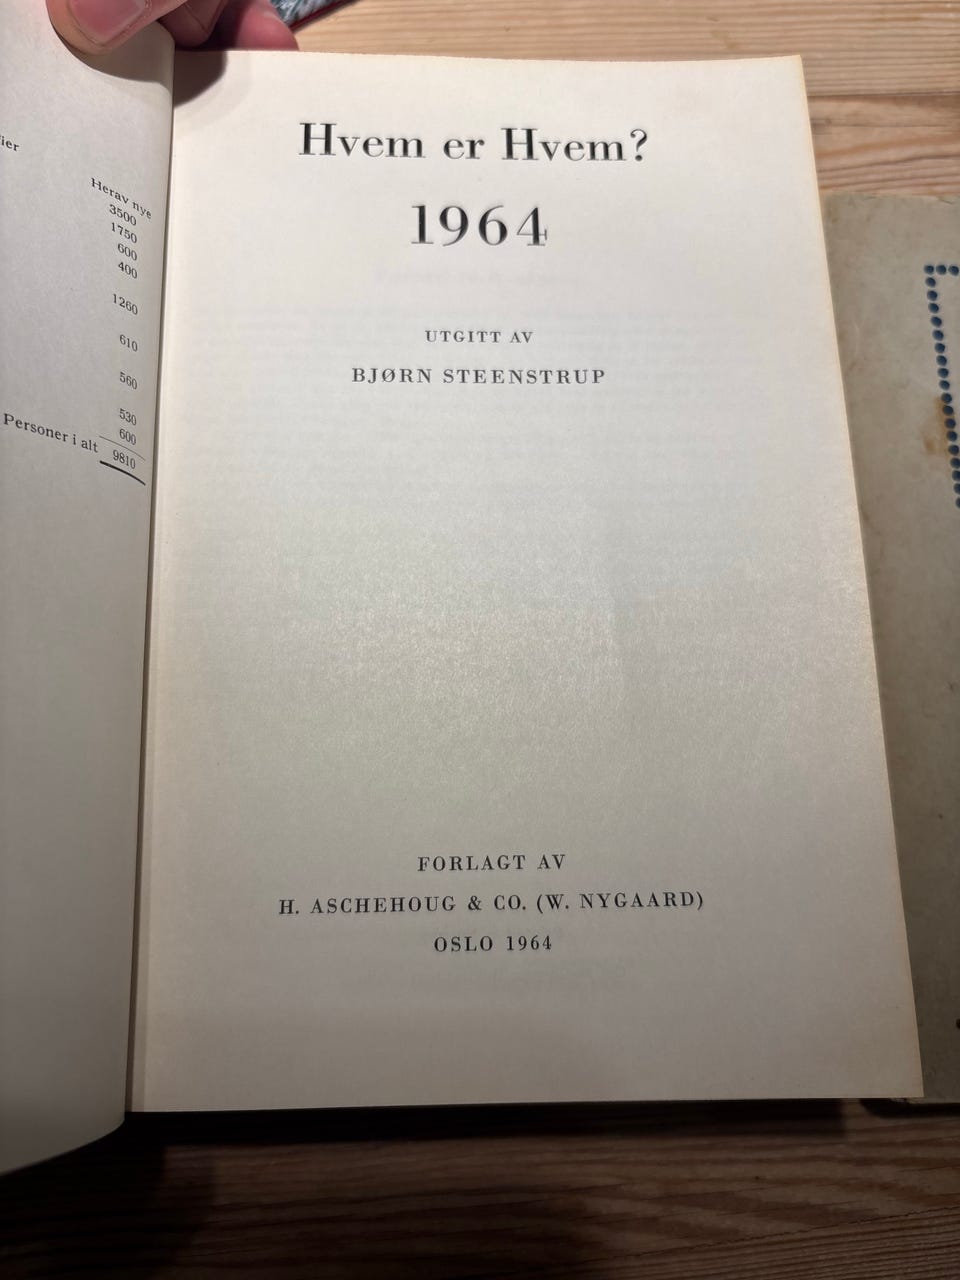 Herav nye
3500
1750
600
400
1260
610
560
530
600
Personer i alt 9810
Hvem er Hvem?
1964
UTGITT AV
BJØRN STEENSTRUP
FORLAGT AV
H. ASCHEHOUG & CO. (W. NYGAARD)
OSLO 1964